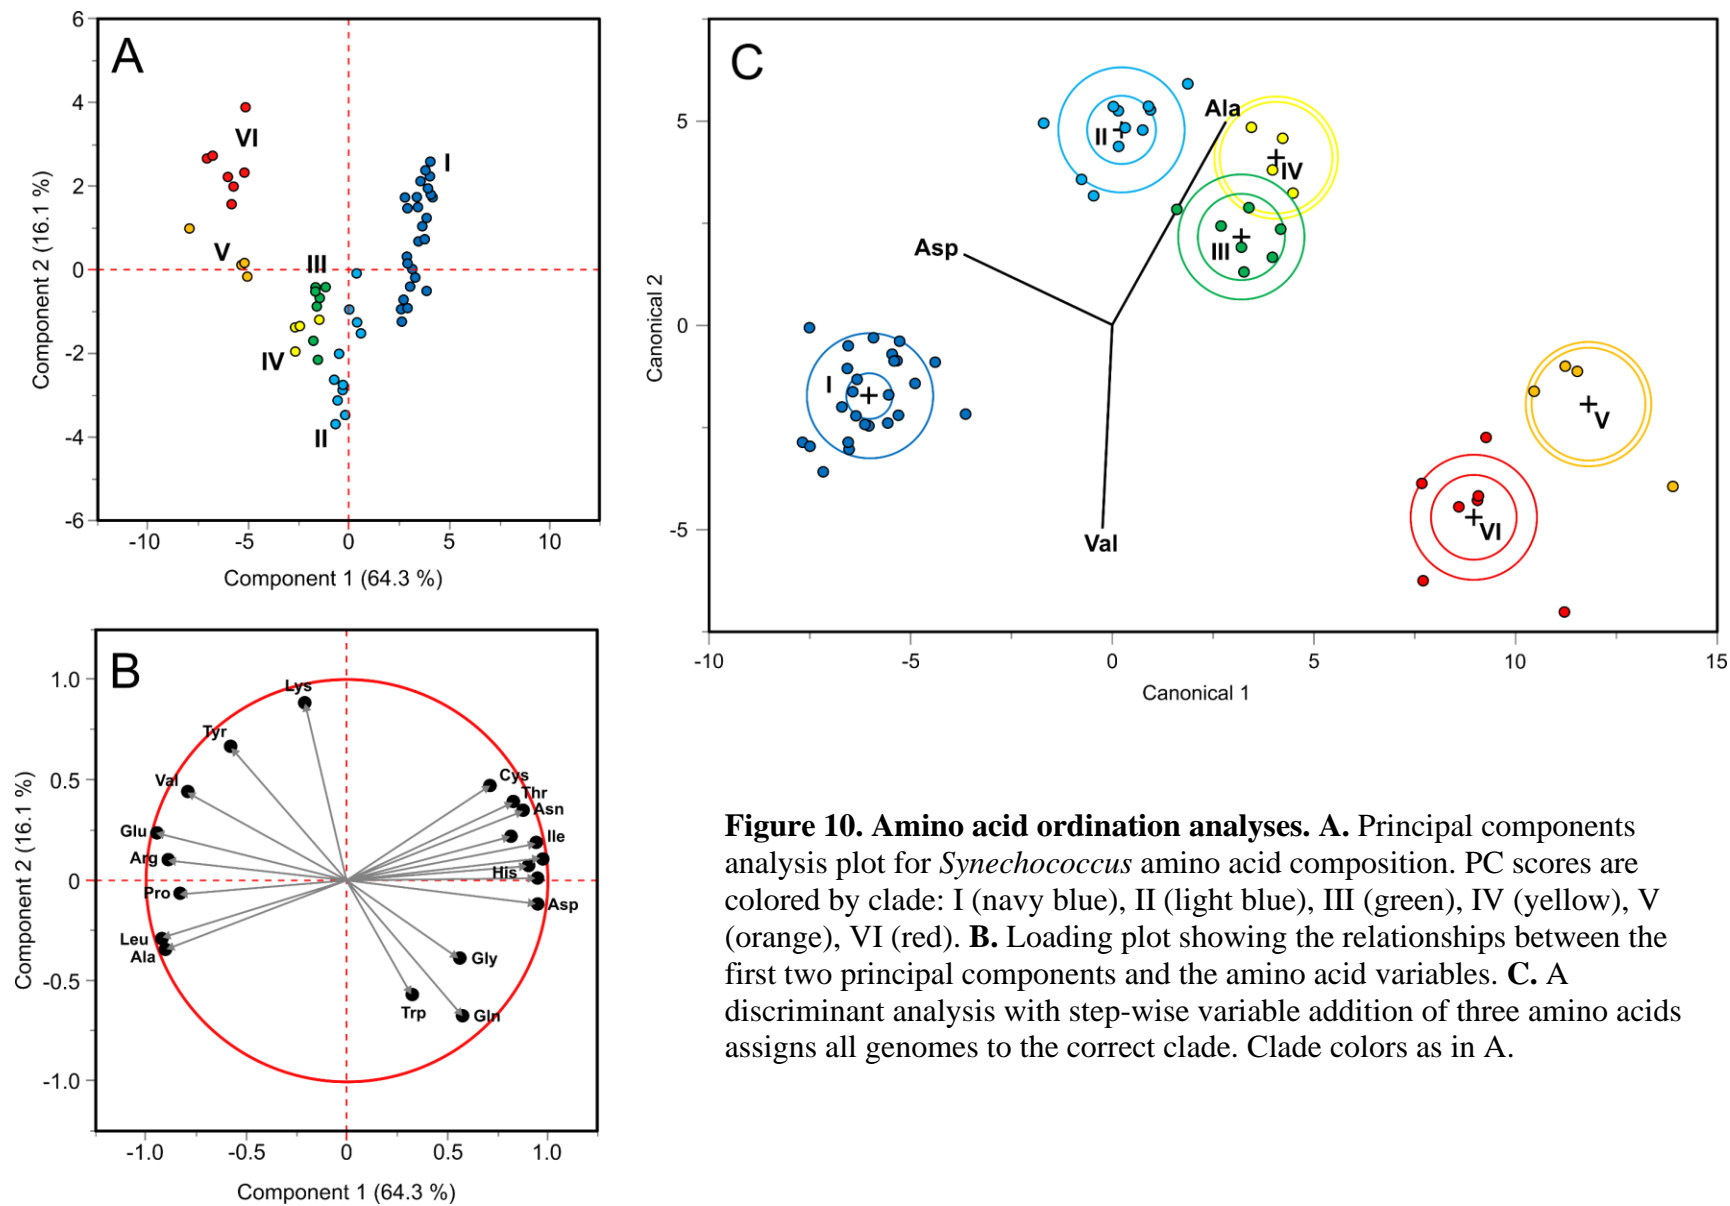 A
6
4
2
0
-2
-4
-6
Component 2 (16.1 %)
VI
I
V
III
IV
II
-10
-5
0
5
10
Component 1 (64.3 %)
B
1.0
0.5
0
-0.5
-1.0
Component 2 (16.1 %)
Lys
Tyr
Val
Glu
Arg
Pro
Leu
Ala
Cys
Thr
Asn
Ile
His
Asp
Gly
Trp
Gln
-1.0
-0.5
0
0.5
1.0
Component 1 (64.3 %)
C
5
0
-5
Canonical 2
II
Ala
IV
III
Asp
I
V
VI
Val
-10
-5
0
5
10
15
Canonical 1
Figure 10. Amino acid ordination analyses. A. Principal components
analysis plot for Synechococcus amino acid composition. PC scores are
colored by clade: I (navy blue), II (light blue), III (green), IV (yellow), V
(orange), VI (red). B. Loading plot showing the relationships between the
first two principal components and the amino acid variables. C. A
discriminant analysis with step-wise variable addition of three amino acids
assigns all genomes to the correct clade. Clade colors as in A.